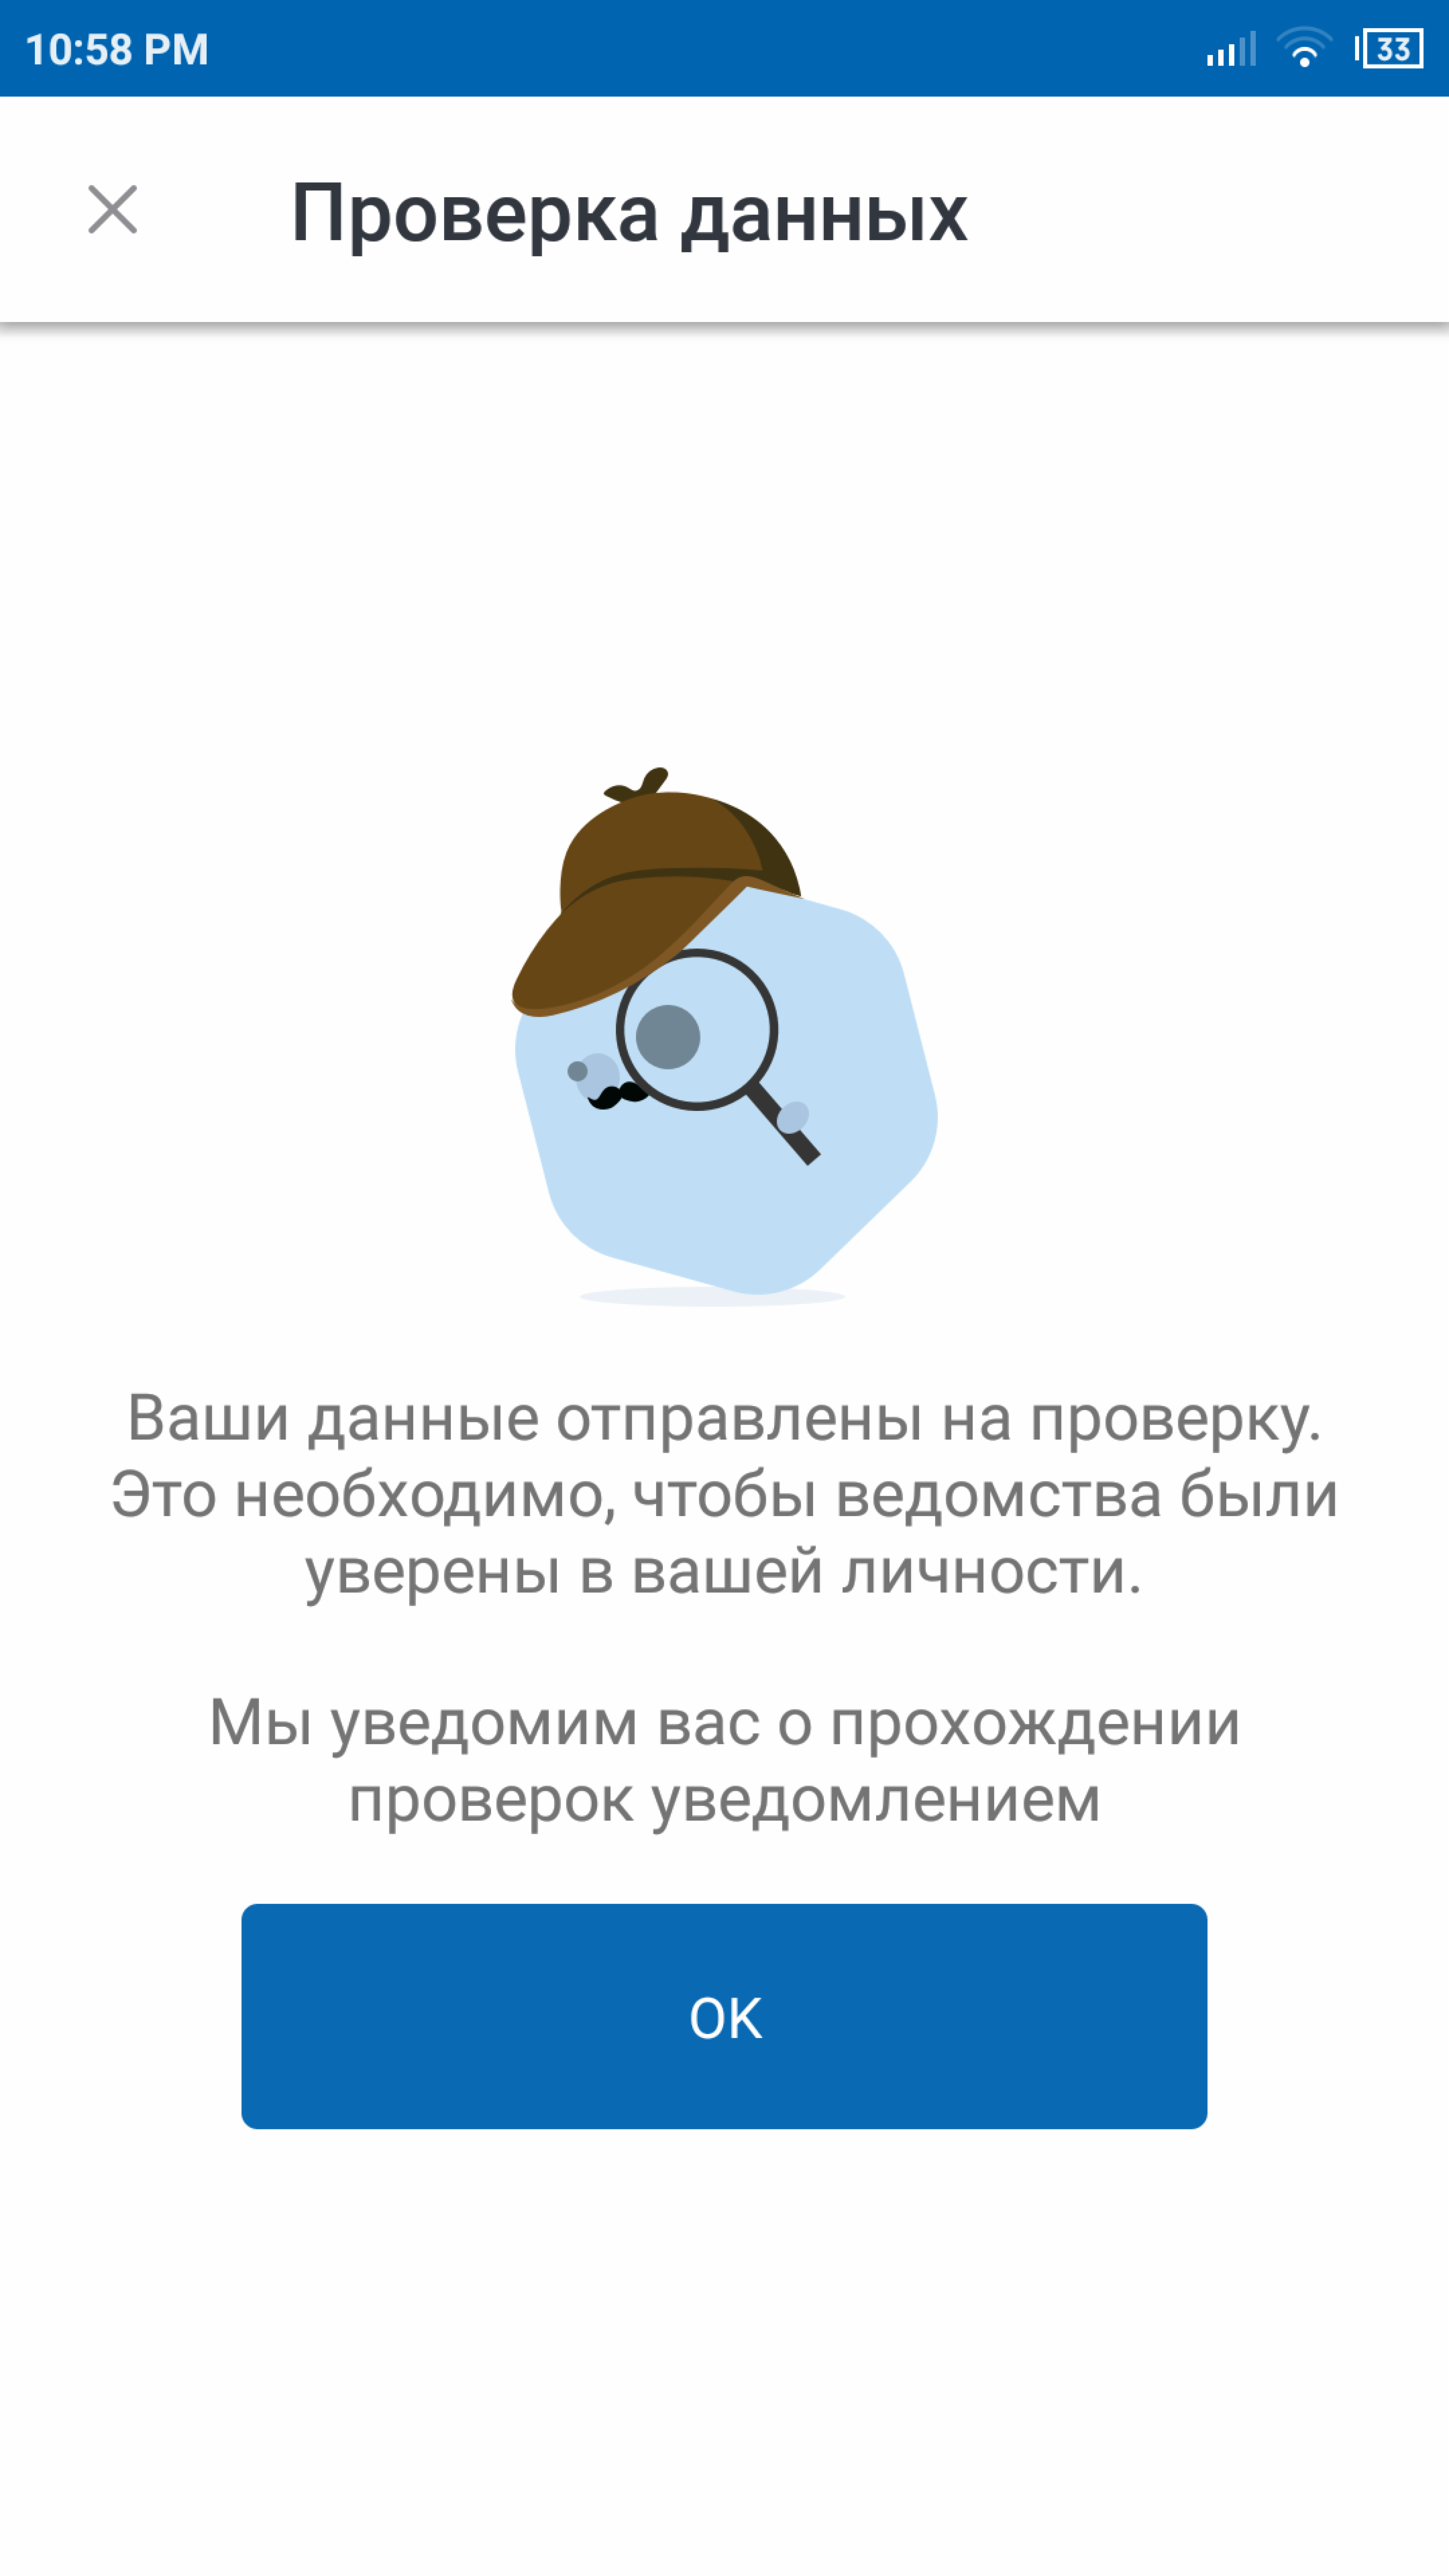 10:58 PM
33
Проверка данных
Ваши данные отправлены на проверку.
Это необходимо, чтобы ведомства были
уверены в вашей личности.
Мы уведомим вас о прохождении
проверок уведомлением
ОК